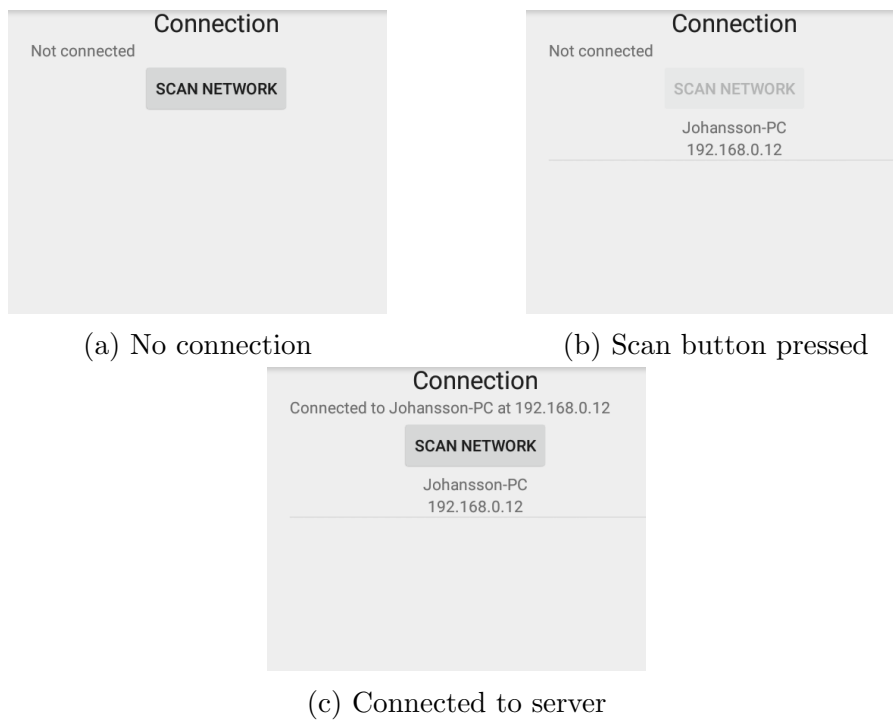 Connection
Not connected
SCAN NETWORK
(a) No connection
Connection
Not connected
SCAN NETWORK
Johansson-PC
192.168.0.12
(b) Scan button pressed
Connection
Connected to Johansson-PC at 192.168.0.12
SCAN NETWORK
Johansson-PC
192.168.0.12
(c) Connected to server